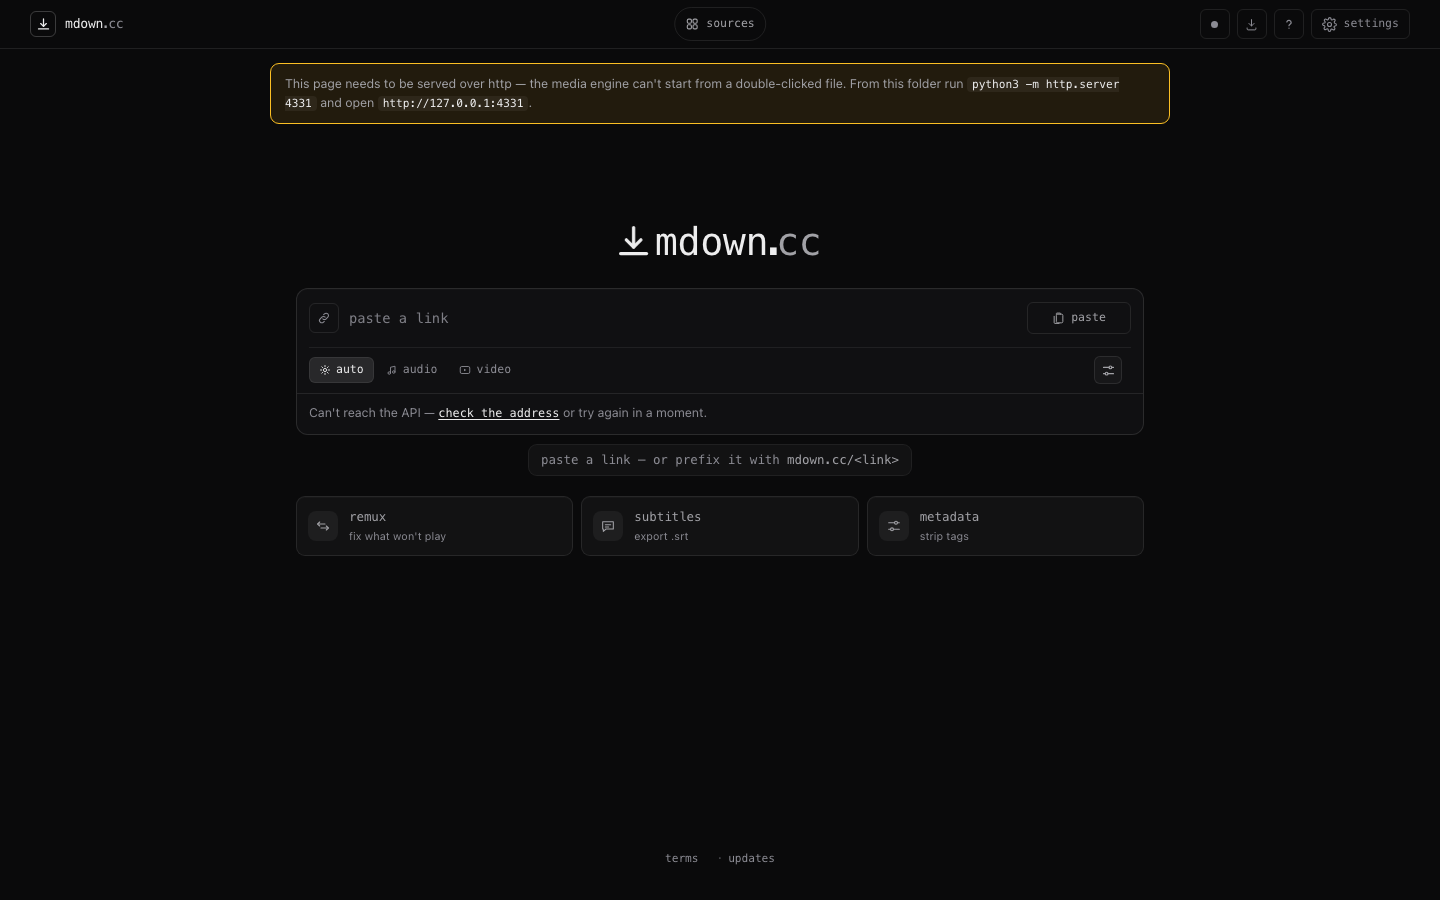 mdown.cc
sources
?
settings
This page needs to be served over http — the media engine can't start from a double-clicked file. From this folder run python3 -m http.server
4331 and open http://127.0.0.1:4331.
mdown.cc
paste a link
paste
auto
audio
video
Can't reach the API — check the address or try again in a moment.
paste a link — or prefix it with mdown.cc/<link>
remux
fix what won't play
subtitles
export .srt
metadata
strip tags
terms · updates